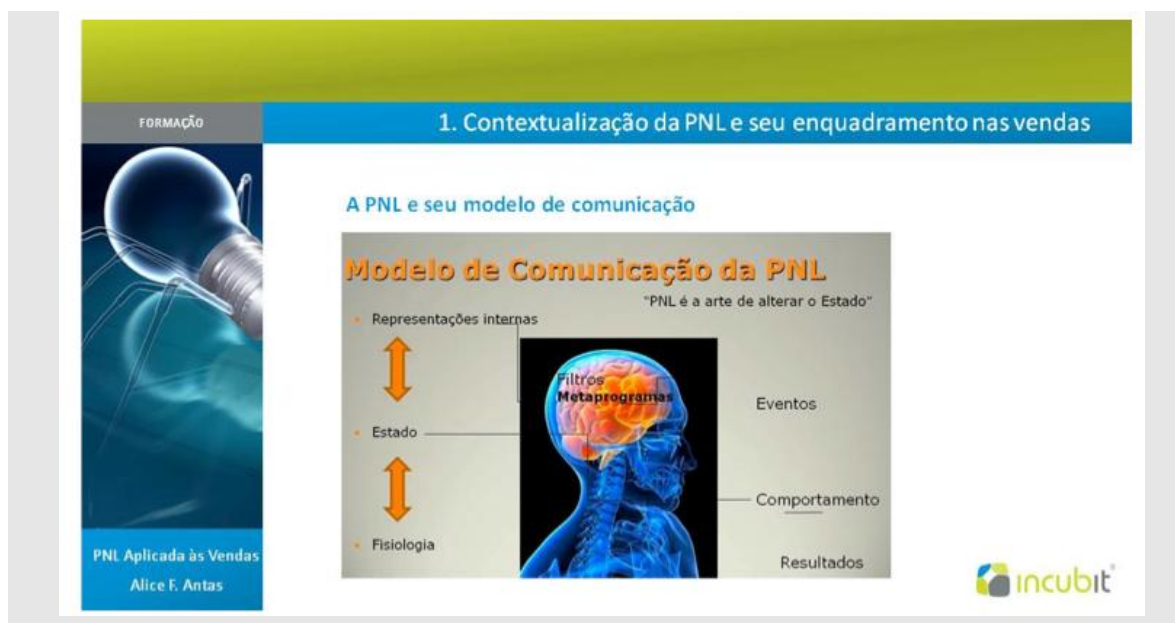 FORMAÇÃO
1. Contextualização da PNL e seu enquadramento nas vendas
A PNL e seu modelo de comunicação
Modelo de Comunicação da PNL
"PNL é a arte de alterar o Estado"
Representações internas
Filtros
Metaprogramas
Eventos
Estado
Comportamento
Fisiologia
Resultados
PNL Aplicada às Vendas
Alice F. Antas
incubit